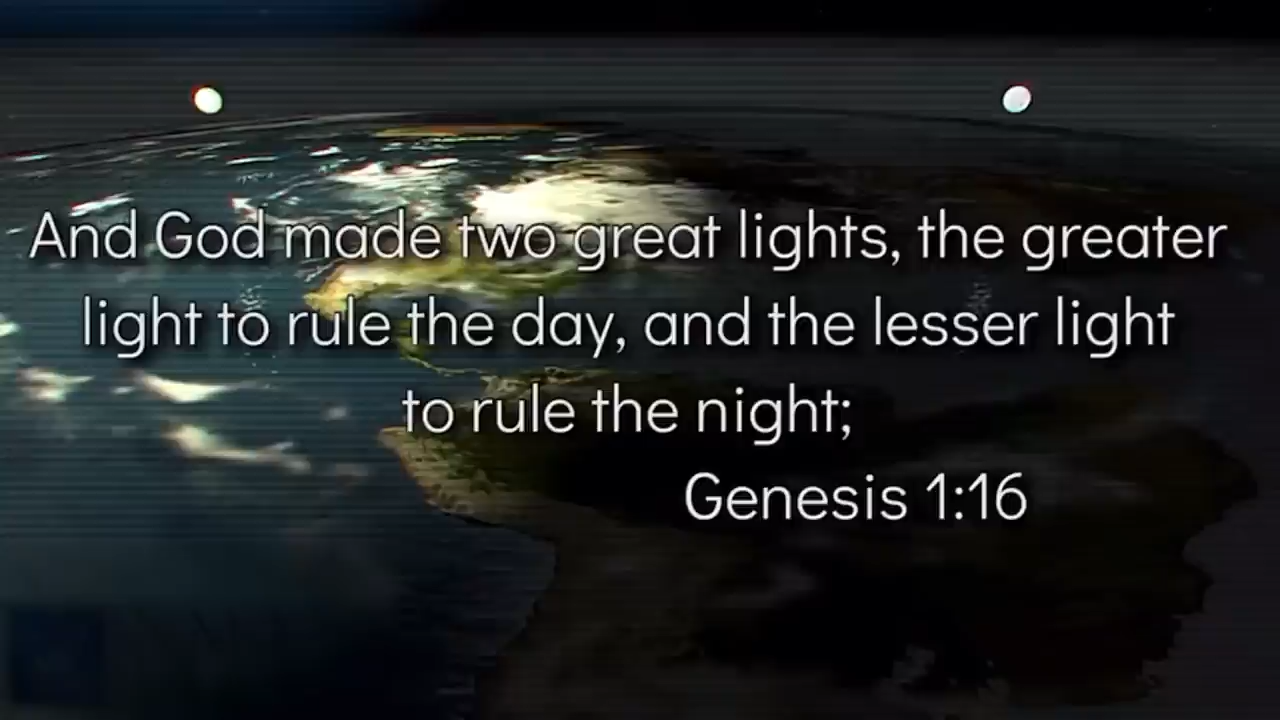 And God made two great lights, the greater
light to rule the day, and the lesser light
to rule the night;
Genesis 1:16